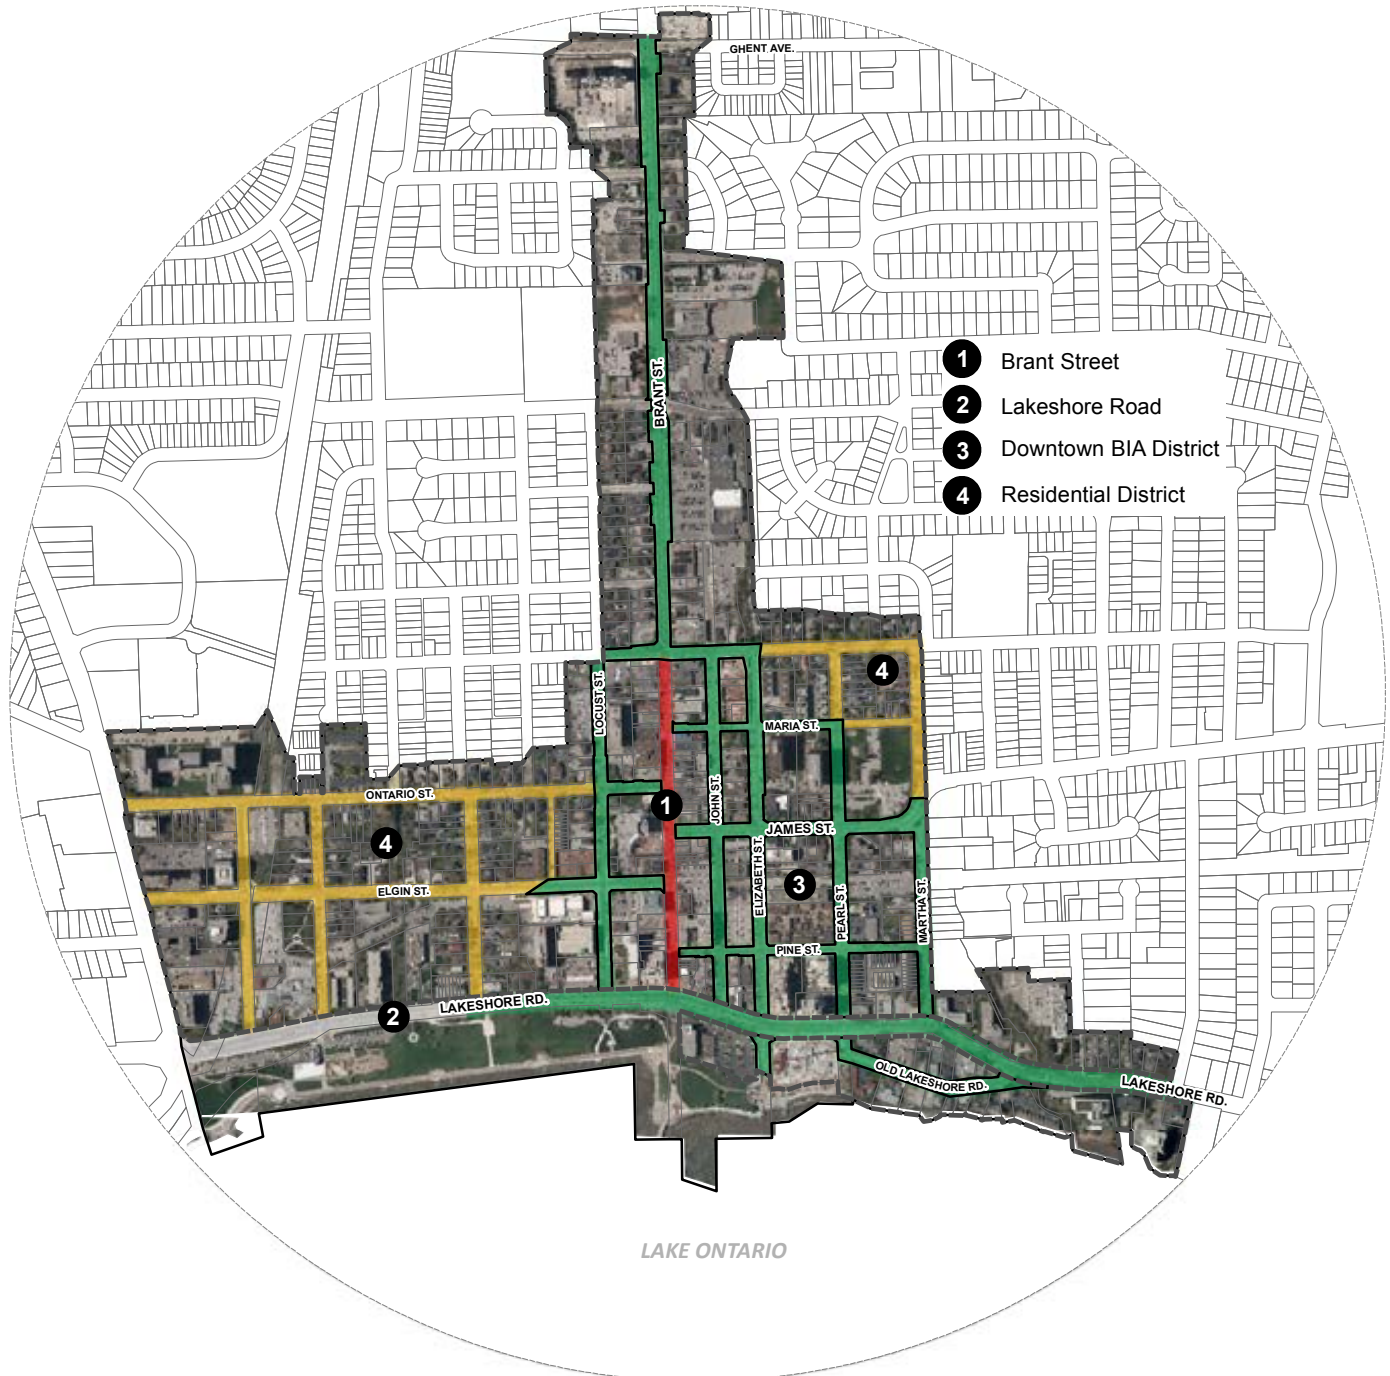 GHENT AVE.
BRANT ST.
1 Brant Street
2 Lakeshore Road
3 Downtown BIA District
4 Residential District
4
LOCUST ST.
MARIA ST.
ONTARIO ST.
JOHN ST.
1
JAMES ST.
4
ELIZABETH ST.
3
ELGIN ST.
PEARL ST.
MARTHA ST.
PINE ST.
LAKESHORE RD.
2
OLD LAKESHORE RD.
LAKESHORE RD.
LAKE ONTARIO